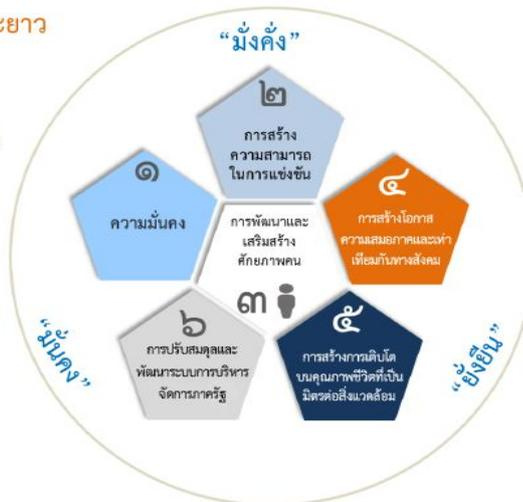 ะยาว
“มั่งคั่ง”
๒
การสร้าง
ความสามารถ
ในการแข่งขัน
๑
ความมั่นคง
การพัฒนาและ
เสริมสร้าง
ศักยภาพคน
๓
๔
การสร้างโอกาส
ความเสมอภาคและเท่า
เทียมกันทางสังคม
๖
การปรับสมดุลและ
พัฒนาระบบการบริหาร
จัดการภาครัฐ
๕
การสร้างการเติบโต
บนคุณภาพชีวิตที่เป็น
มิตรต่อสิ่งแวดล้อม
“มั่นคง”
“ยั่งยืน”